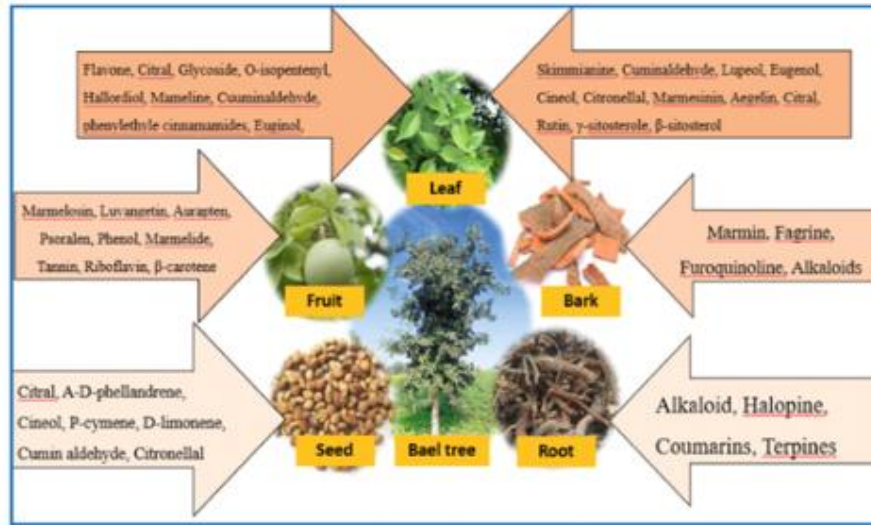 Flavone, Citral, Glycoside, O-isopentenyl,
Hallordiol, Mameline, Cuuminaldehyde,
phenylethyle cinnamamides, Euginol,
Skimmianine, Cuminaldehyde, Lupeol, Eugenol,
Cineol, Citronellal, Marmesinin, Aegelin, Citral,
Rutin, γ-sitosterole, β-sitosterol
Leaf
Marmelosin, Luvangetin, Aurapten,
Psoralen, Phenol, Marmelide,
Tannin, Riboflavin, β-carotene
Fruit
Marmin, Fagrine,
Furoquinoline, Alkaloids
Bark
Citral, A-D-phellandrene,
Cineol, P-cymene, D-limonene,
Cumin aldehyde, Citronellal
Seed
Bael tree
Root
Alkaloid, Halopine,
Coumarins, Terpines